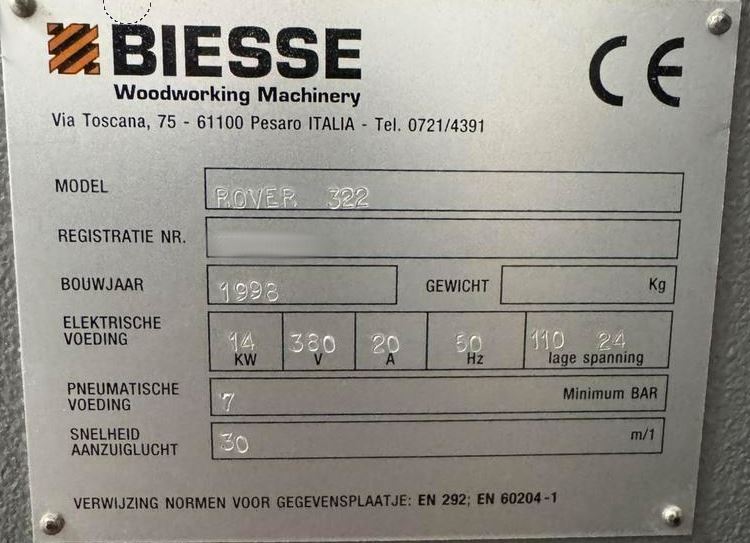 BIESSE
Woodworking Machinery
CE
Via Toscana, 75 - 61100 Pesaro ITALIA - Tel. 0721/4391
MODEL ROVER 322
REGISTRATIE NR.
BOUWJAAR 1998 GEWICHT Kg
ELEKTRISCHE VOEDING 14 KW 380 V 20 A 50 Hz 110 24 lage spanning
PNEUMATISCHE VOEDING 7 Minimum BAR
SNELHEID AANZUIGLUCHT 30 m/1
VERWIJZING NORMEN VOOR GEGEVENSPLAATJE: EN 292; EN 60204-1